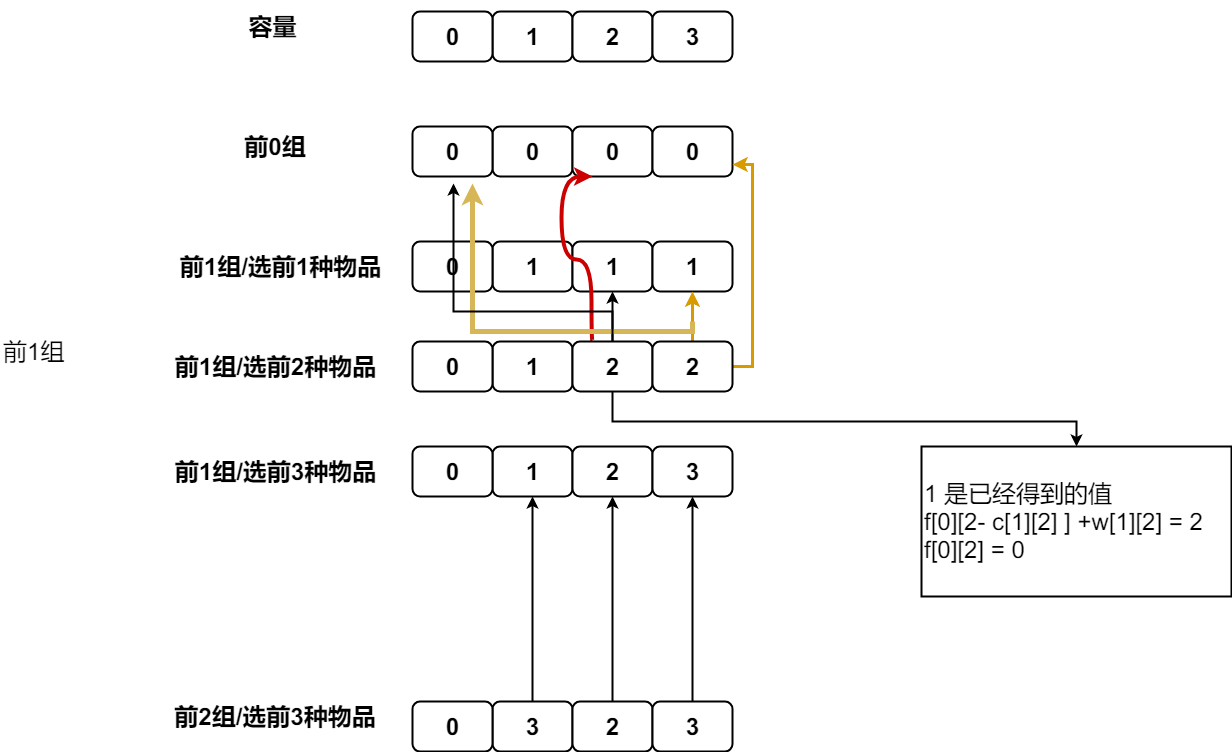 容量 0 1 2 3
前0组 0 0 0 0
前1组/选前1种物品 0 1 1 1
前1组
前1组/选前2种物品 0 1 2 2
前1组/选前3种物品 0 1 2 3
1 是已经得到的值
f[0][2- c[1][2] ] +w[1][2] = 2
f[0][2] = 0
前2组/选前3种物品 0 3 2 3